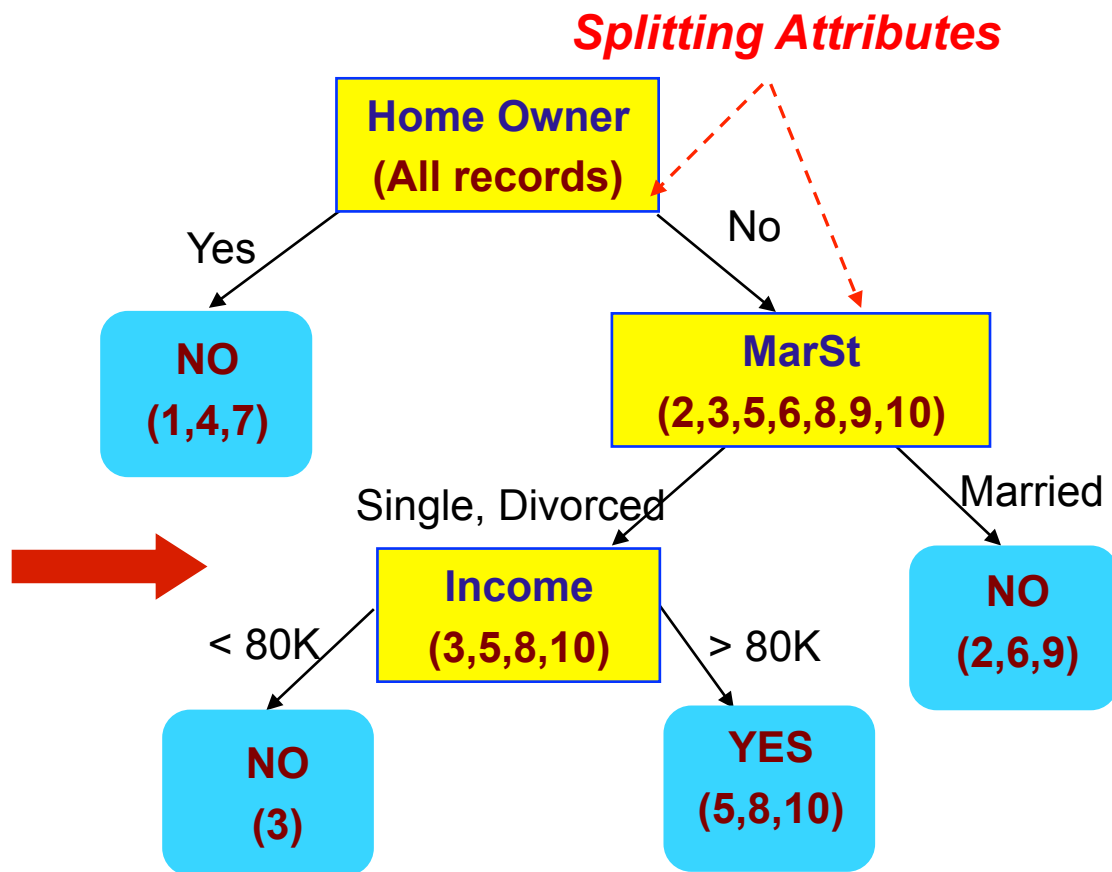 Splitting Attributes
Home Owner
(All records)
Yes
No
NO
(1,4,7)
MarSt
(2,3,5,6,8,9,10)
Single, Divorced
Married
Income
(3,5,8,10)
NO
(2,6,9)
< 80K
> 80K
NO
(3)
YES
(5,8,10)